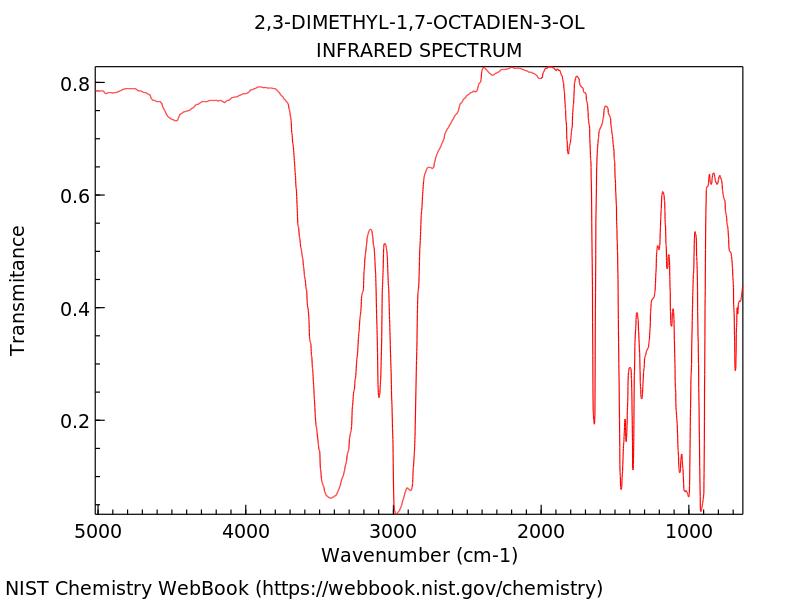 2,3-DIMETHYL-1,7-OCTADIEN-3-OL
INFRARED SPECTRUM
0.8
0.6
0.4
0.2
Transmitance
5000 4000 3000 2000 1000
Wavenumber (cm-1)
NIST Chemistry WebBook (https://webbook.nist.gov/chemistry)